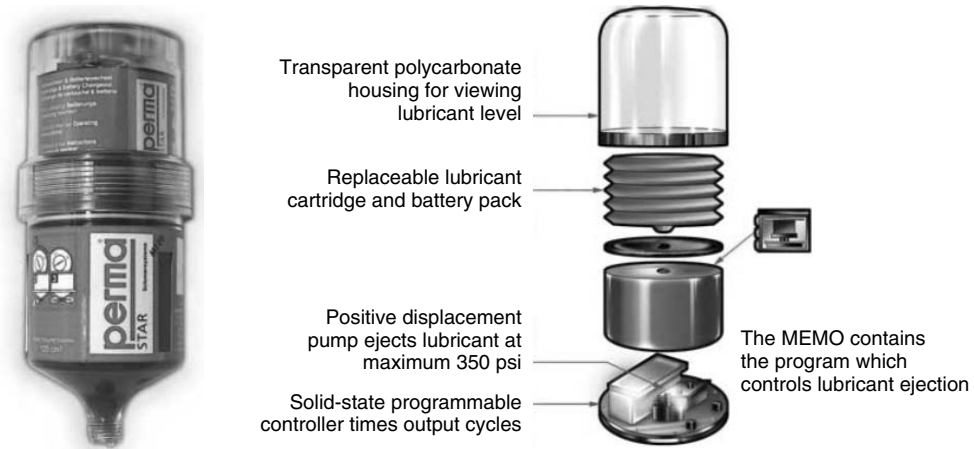 perma
STAR
perma
Transparent polycarbonate
housing for viewing
lubricant level
Replaceable lubricant
cartridge and battery pack
Positive displacement
pump ejects lubricant at
maximum 350 psi
Solid-state programmable
controller times output cycles
The MEMO contains
the program which
controls lubricant ejection